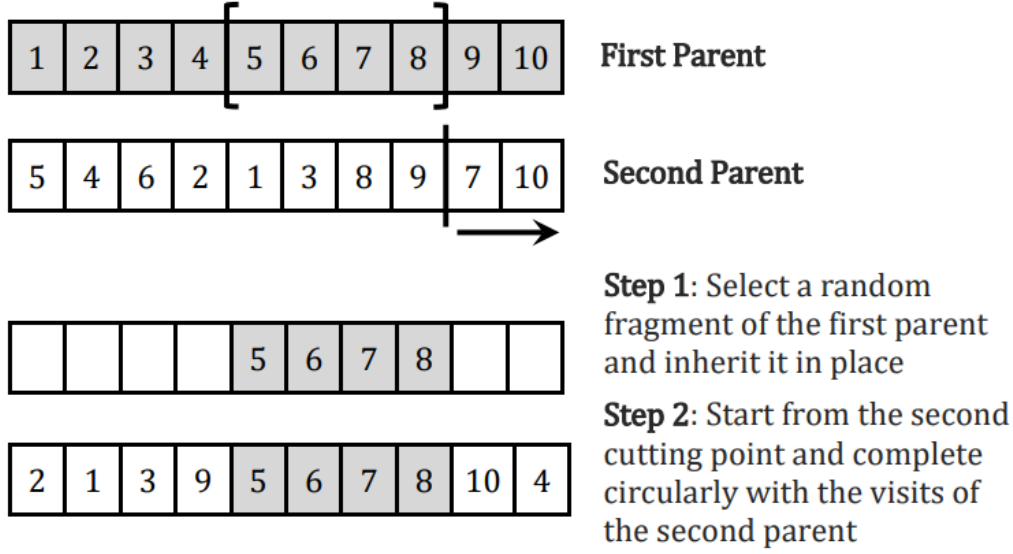 1 2 3 4 5 6 7 8 9 10 First Parent
5 4 6 2 1 3 8 9 7 10 Second Parent
Step 1: Select a random
fragment of the first parent
and inherit it in place
5 6 7 8
Step 2: Start from the second
cutting point and complete
circularly with the visits of
the second parent
2 1 3 9 5 6 7 8 10 4